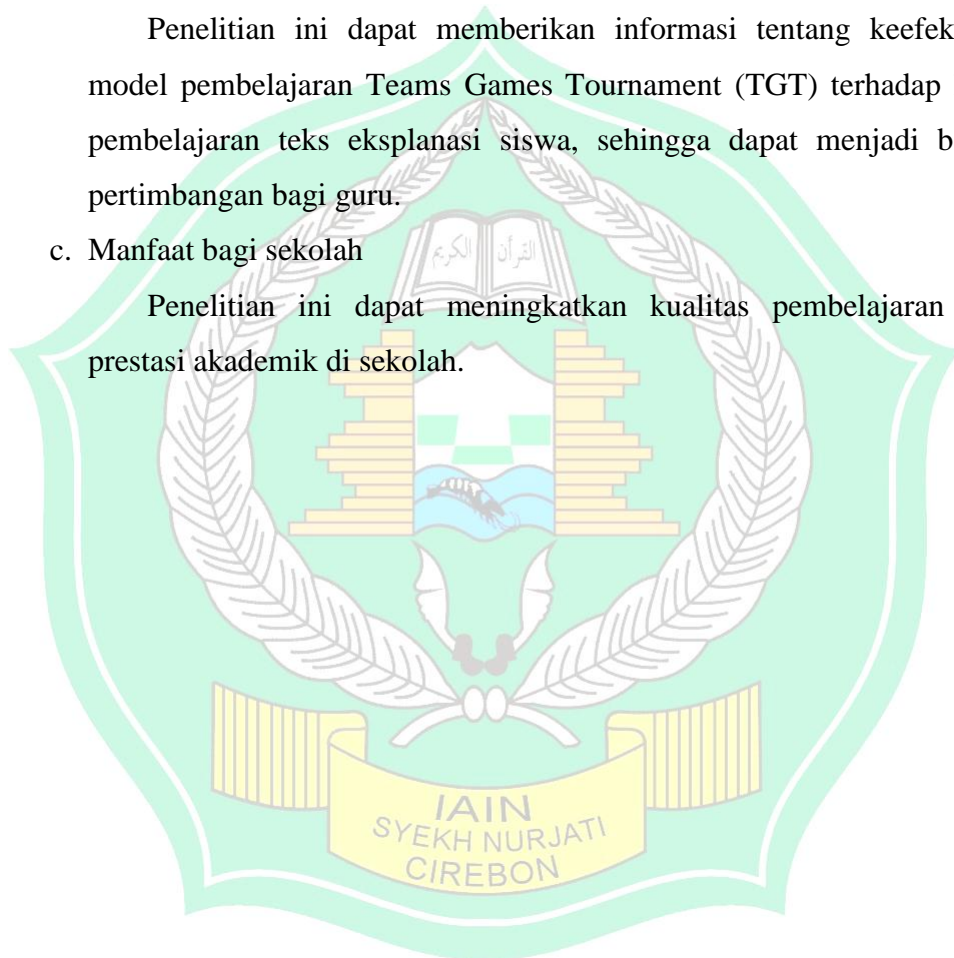 Penelitian ini dapat memberikan informasi tentang keefek
model pembelajaran Teams Games Tournament (TGT) terhadap
pembelajaran teks eksplanasi siswa, sehingga dapat menjadi b
pertimbangan bagi guru.
c. Manfaat bagi sekolah
القرآن الكريم
Penelitian ini dapat meningkatkan kualitas pembelajaran
prestasi akademik di sekolah.
IAIN
SYEKH NURJATI
CIREBON